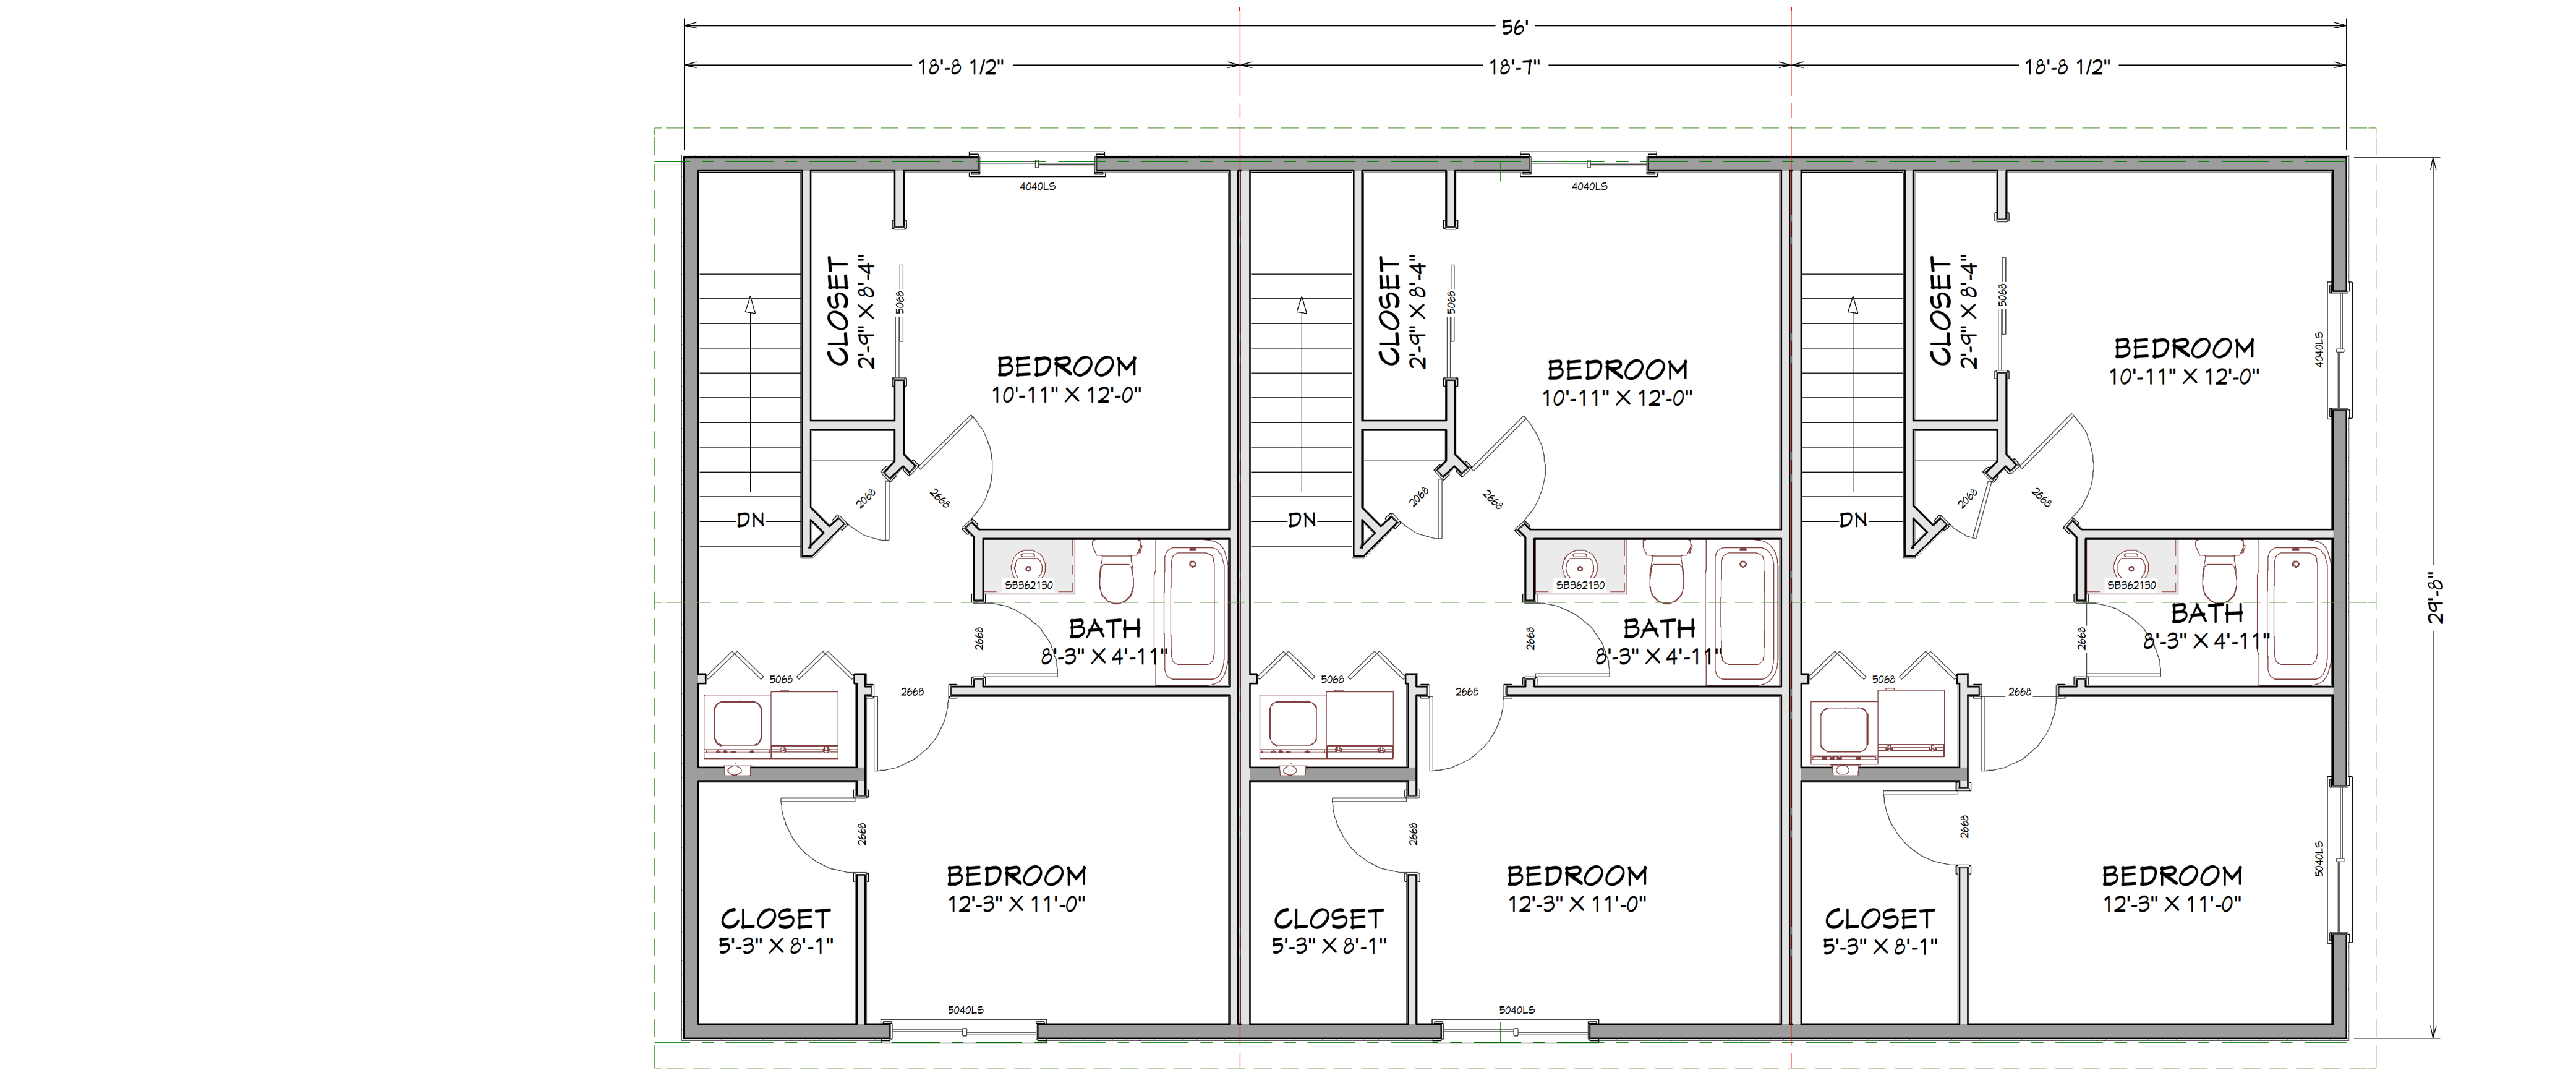 56'
18'-8 1/2"
18'-7"
18'-8 1/2"
4040LS
4040LS
CLOSET
2'-9" X 8'-4"
5068
BEDROOM
10'-11" X 12'-0"
CLOSET
2'-9" X 8'-4"
5068
BEDROOM
10'-11" X 12'-0"
CLOSET
2'-9" X 8'-4"
5068
BEDROOM
10'-11" X 12'-0"
4040LS
DN
2068
2668
DN
2068
2668
DN
2068
2668
SB362130
2668
BATH
8'-3" X 4'-11"
SB362130
2668
BATH
8'-3" X 4'-11"
SB362130
2668
BATH
8'-3" X 4'-11"
29'-8"
5068
2668
5068
2668
5068
2668
2668
2668
2668
BEDROOM
12'-3" X 11'-0"
BEDROOM
12'-3" X 11'-0"
BEDROOM
12'-3" X 11'-0"
5040LS
CLOSET
5'-3" X 8'-1"
CLOSET
5'-3" X 8'-1"
CLOSET
5'-3" X 8'-1"
5040LS
5040LS